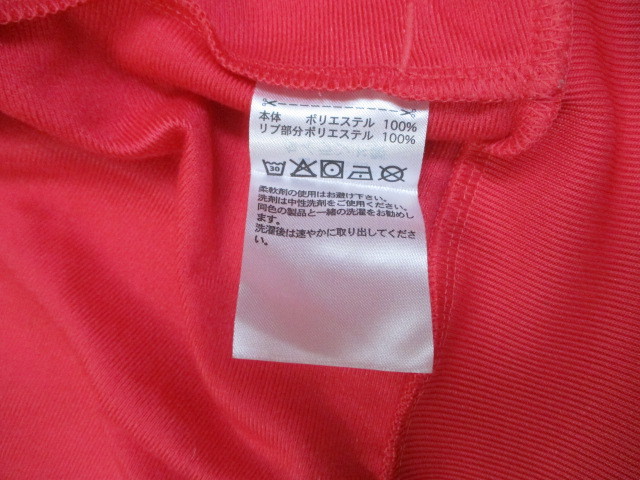 本体 ポリエステル 100%
リブ部分ポリエステル 100%
30
柔軟剤の使用はお避け下さい。
洗剤は中性洗剤をご使用ください。
同色の製品と一緒の洗濯をお勧めし
ます。
洗濯後は速やかに取り出してくださ
い。